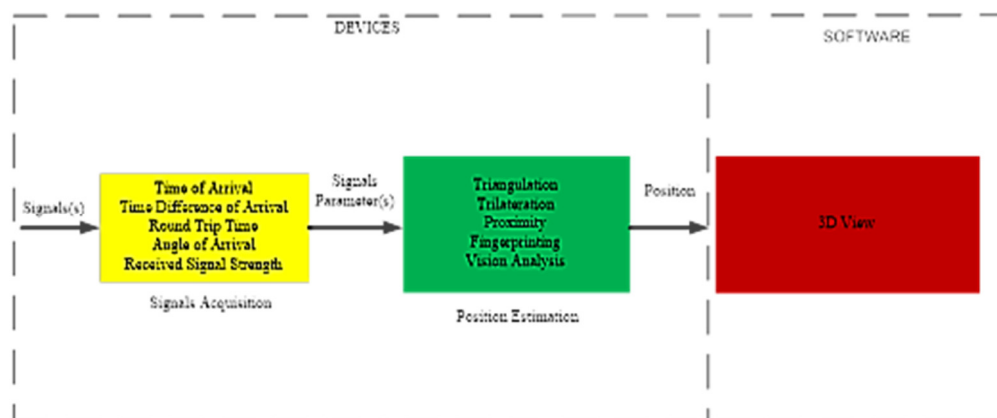 DEVICES
SOFTWARE
Signals(s)
Time of Arrival
Time Difference of Arrival
Round Trip Time
Angle of Arrival
Received Signal Strength
Signals Acquisition
Signals
Parameter(s)
Triangulation
Trilateration
Proximity
Fingerprinting
Vision Analysis
Position Estimation
Position
3D View